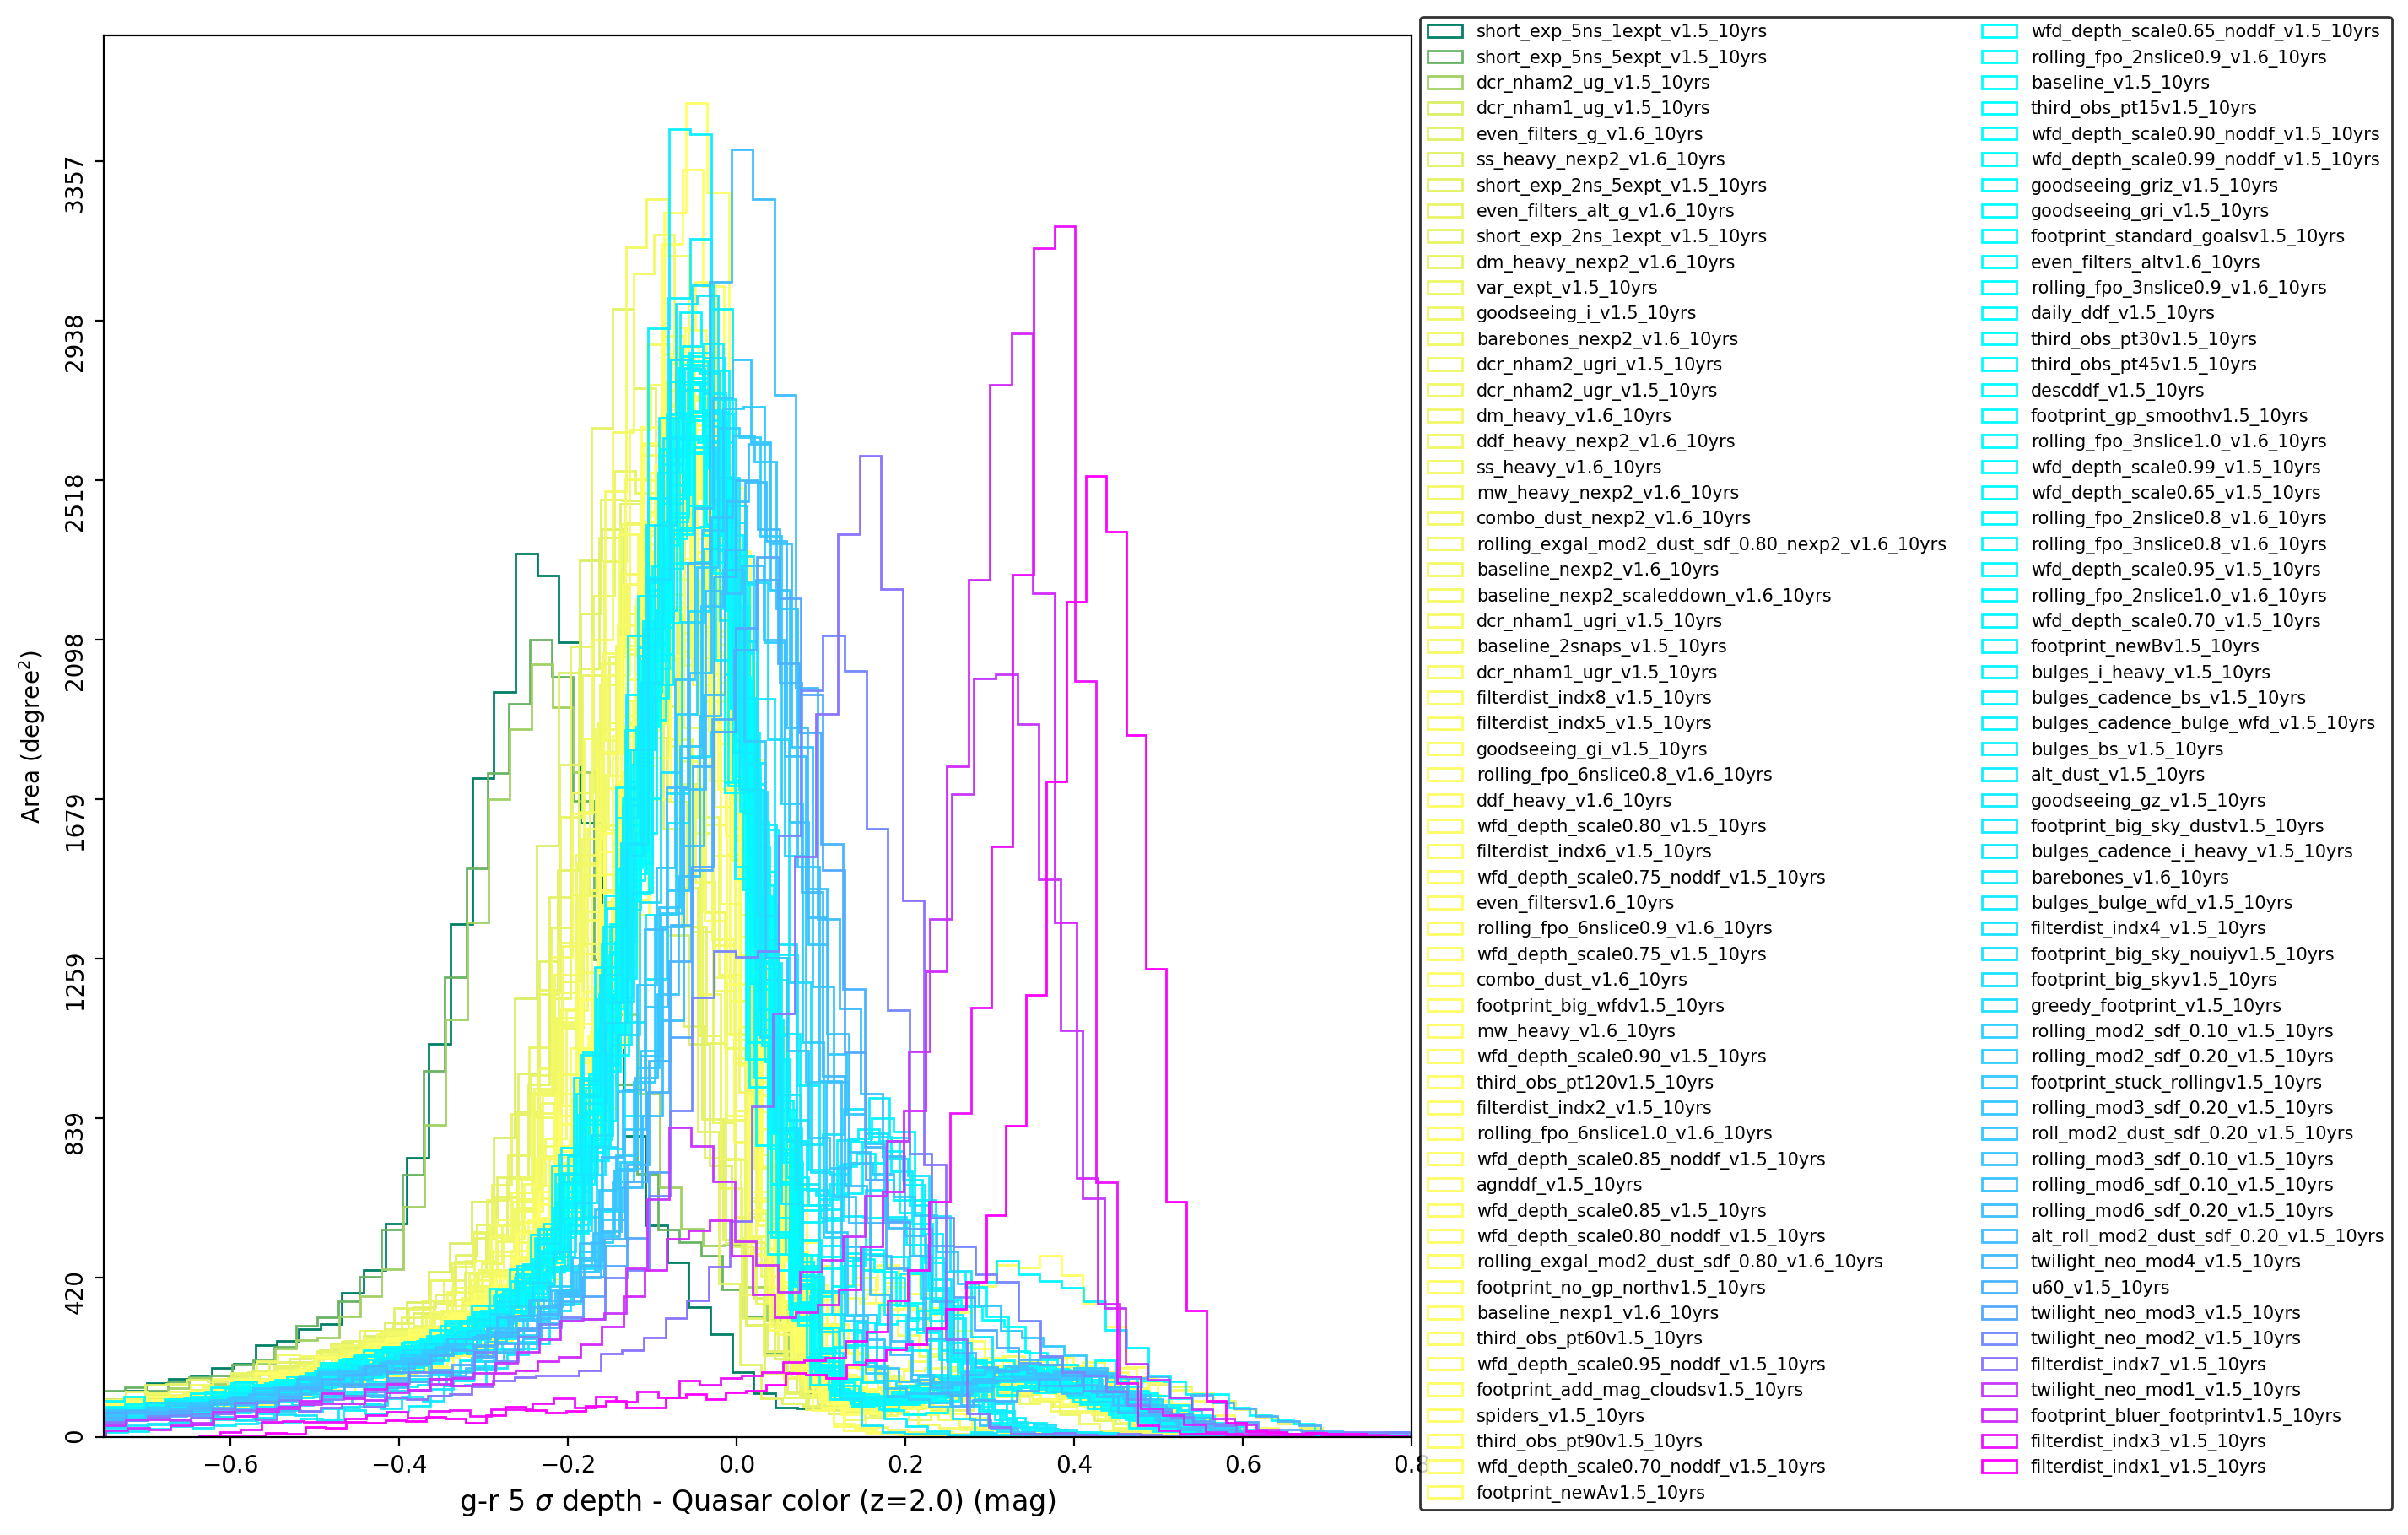 3357
2938
2518
2098
1679
1259
839
420
0
Area (degree²)
−0.6
−0.4
−0.2
0.0
0.2
0.4
0.6
0.8
g-r 5 σ depth - Quasar color (z=2.0) (mag)
short_exp_5ns_1expt_v1.5_10yrs
short_exp_5ns_5expt_v1.5_10yrs
dcr_nham2_ug_v1.5_10yrs
dcr_nham1_ug_v1.5_10yrs
even_filters_g_v1.6_10yrs
ss_heavy_nexp2_v1.6_10yrs
short_exp_2ns_5expt_v1.5_10yrs
even_filters_alt_g_v1.6_10yrs
short_exp_2ns_1expt_v1.5_10yrs
dm_heavy_nexp2_v1.6_10yrs
var_expt_v1.5_10yrs
goodseeing_i_v1.5_10yrs
barebones_nexp2_v1.6_10yrs
dcr_nham2_ugri_v1.5_10yrs
dcr_nham2_ugr_v1.5_10yrs
dm_heavy_v1.6_10yrs
ddf_heavy_nexp2_v1.6_10yrs
ss_heavy_v1.6_10yrs
mw_heavy_nexp2_v1.6_10yrs
combo_dust_nexp2_v1.6_10yrs
rolling_exgal_mod2_dust_sdf_0.80_nexp2_v1.6_10yrs
baseline_nexp2_v1.6_10yrs
baseline_nexp2_scaleddown_v1.6_10yrs
dcr_nham1_ugri_v1.5_10yrs
baseline_2snaps_v1.5_10yrs
dcr_nham1_ugr_v1.5_10yrs
filterdist_indx8_v1.5_10yrs
filterdist_indx5_v1.5_10yrs
goodseeing_gi_v1.5_10yrs
rolling_fpo_6nslice0.8_v1.6_10yrs
ddf_heavy_v1.6_10yrs
wfd_depth_scale0.80_v1.5_10yrs
filterdist_indx6_v1.5_10yrs
wfd_depth_scale0.75_noddf_v1.5_10yrs
even_filtersv1.6_10yrs
rolling_fpo_6nslice0.9_v1.6_10yrs
wfd_depth_scale0.75_v1.5_10yrs
combo_dust_v1.6_10yrs
footprint_big_wfdv1.5_10yrs
mw_heavy_v1.6_10yrs
wfd_depth_scale0.90_v1.5_10yrs
third_obs_pt120v1.5_10yrs
filterdist_indx2_v1.5_10yrs
rolling_fpo_6nslice1.0_v1.6_10yrs
wfd_depth_scale0.85_noddf_v1.5_10yrs
agnddf_v1.5_10yrs
wfd_depth_scale0.85_v1.5_10yrs
wfd_depth_scale0.80_noddf_v1.5_10yrs
rolling_exgal_mod2_dust_sdf_0.80_v1.6_10yrs
footprint_no_gp_northv1.5_10yrs
baseline_nexp1_v1.6_10yrs
third_obs_pt60v1.5_10yrs
wfd_depth_scale0.95_noddf_v1.5_10yrs
footprint_add_mag_cloudsv1.5_10yrs
spiders_v1.5_10yrs
third_obs_pt90v1.5_10yrs
wfd_depth_scale0.70_noddf_v1.5_10yrs
footprint_newAv1.5_10yrs
wfd_depth_scale0.65_noddf_v1.5_10yrs
rolling_fpo_2nslice0.9_v1.6_10yrs
baseline_v1.5_10yrs
third_obs_pt15v1.5_10yrs
wfd_depth_scale0.90_noddf_v1.5_10yrs
wfd_depth_scale0.99_noddf_v1.5_10yrs
goodseeing_griz_v1.5_10yrs
goodseeing_gri_v1.5_10yrs
footprint_standard_goalsv1.5_10yrs
even_filters_altv1.6_10yrs
rolling_fpo_3nslice0.9_v1.6_10yrs
daily_ddf_v1.5_10yrs
third_obs_pt30v1.5_10yrs
third_obs_pt45v1.5_10yrs
descddf_v1.5_10yrs
footprint_gp_smoothv1.5_10yrs
rolling_fpo_3nslice1.0_v1.6_10yrs
wfd_depth_scale0.99_v1.5_10yrs
wfd_depth_scale0.65_v1.5_10yrs
rolling_fpo_2nslice0.8_v1.6_10yrs
rolling_fpo_3nslice0.8_v1.6_10yrs
wfd_depth_scale0.95_v1.5_10yrs
rolling_fpo_2nslice1.0_v1.6_10yrs
wfd_depth_scale0.70_v1.5_10yrs
footprint_newBv1.5_10yrs
bulges_i_heavy_v1.5_10yrs
bulges_cadence_bs_v1.5_10yrs
bulges_cadence_bulge_wfd_v1.5_10yrs
bulges_bs_v1.5_10yrs
alt_dust_v1.5_10yrs
goodseeing_gz_v1.5_10yrs
footprint_big_sky_dustv1.5_10yrs
bulges_cadence_i_heavy_v1.5_10yrs
barebones_v1.6_10yrs
bulges_bulge_wfd_v1.5_10yrs
filterdist_indx4_v1.5_10yrs
footprint_big_sky_nouiyv1.5_10yrs
footprint_big_skyv1.5_10yrs
greedy_footprint_v1.5_10yrs
rolling_mod2_sdf_0.10_v1.5_10yrs
rolling_mod2_sdf_0.20_v1.5_10yrs
footprint_stuck_rollingv1.5_10yrs
rolling_mod3_sdf_0.20_v1.5_10yrs
roll_mod2_dust_sdf_0.20_v1.5_10yrs
rolling_mod3_sdf_0.10_v1.5_10yrs
rolling_mod6_sdf_0.10_v1.5_10yrs
rolling_mod6_sdf_0.20_v1.5_10yrs
alt_roll_mod2_dust_sdf_0.20_v1.5_10yrs
twilight_neo_mod4_v1.5_10yrs
u60_v1.5_10yrs
twilight_neo_mod3_v1.5_10yrs
twilight_neo_mod2_v1.5_10yrs
filterdist_indx7_v1.5_10yrs
twilight_neo_mod1_v1.5_10yrs
footprint_bluer_footprintv1.5_10yrs
filterdist_indx3_v1.5_10yrs
filterdist_indx1_v1.5_10yrs